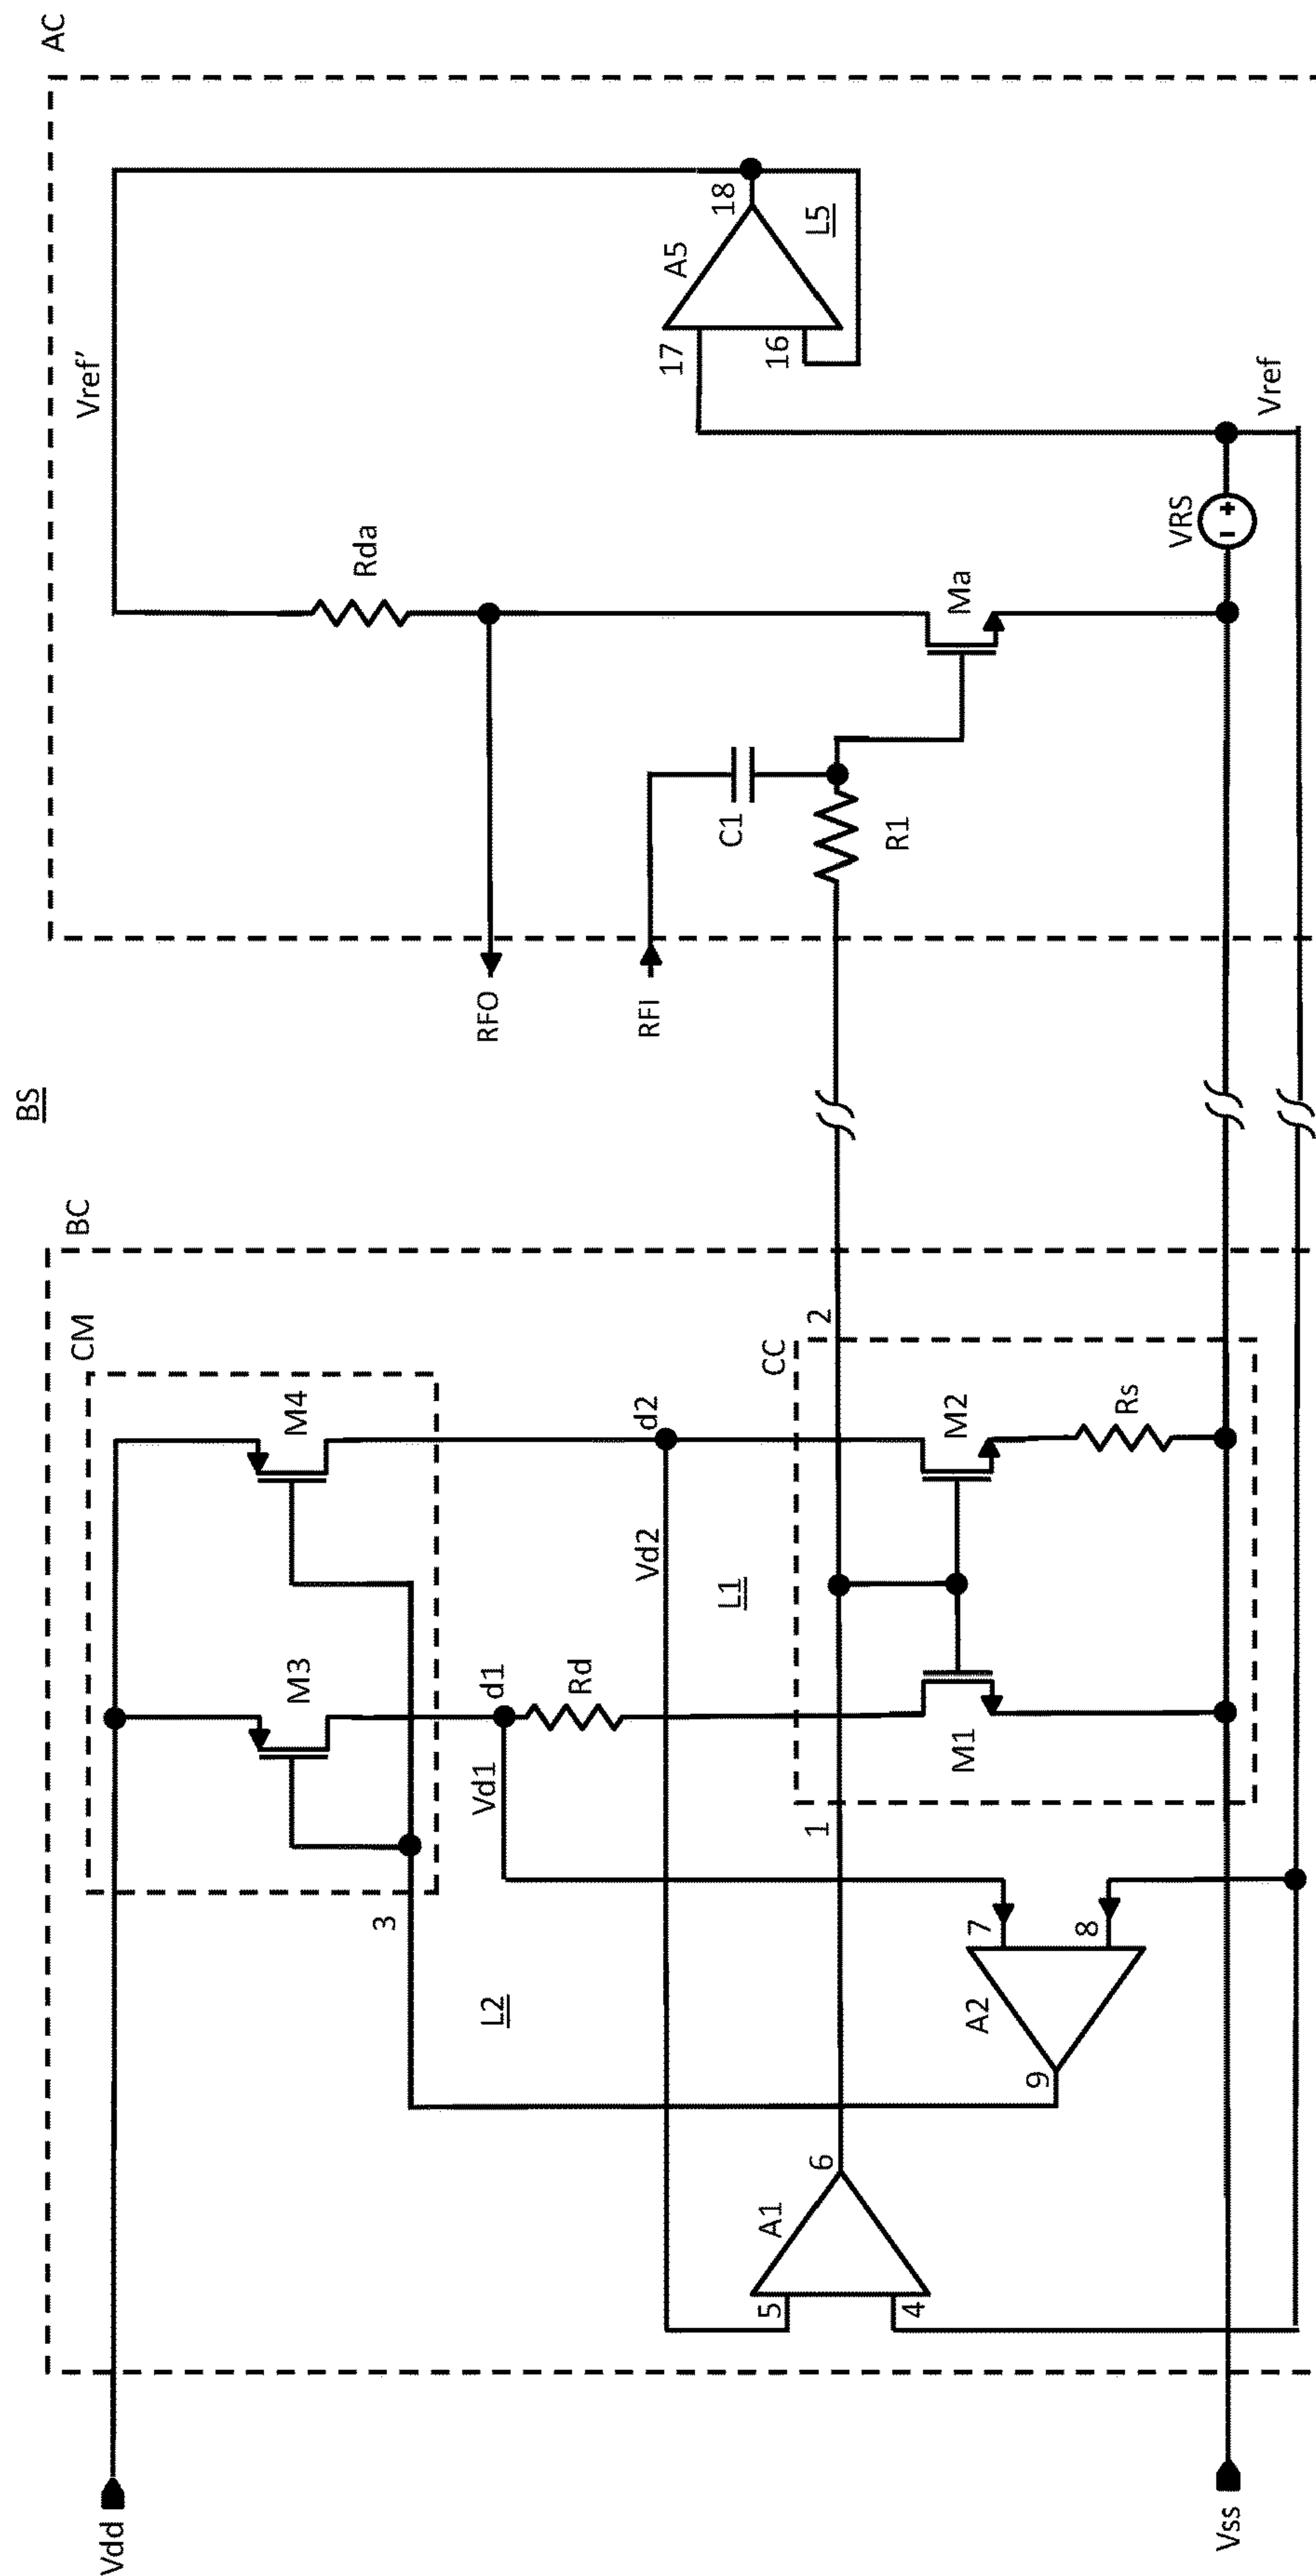 BS
BC
AC
Vdd
CM
M3
M4
3
L2
d1
Vd1
Rd
d2
Vd2
L1
CC
1
2
M1
M2
Rs
A1
5
4
6
A2
7
8
9
Vss
RFO
RFI
C1
R1
Vref’
Rda
Ma
A5
17
16
18
L5
VRS
- +
Vref